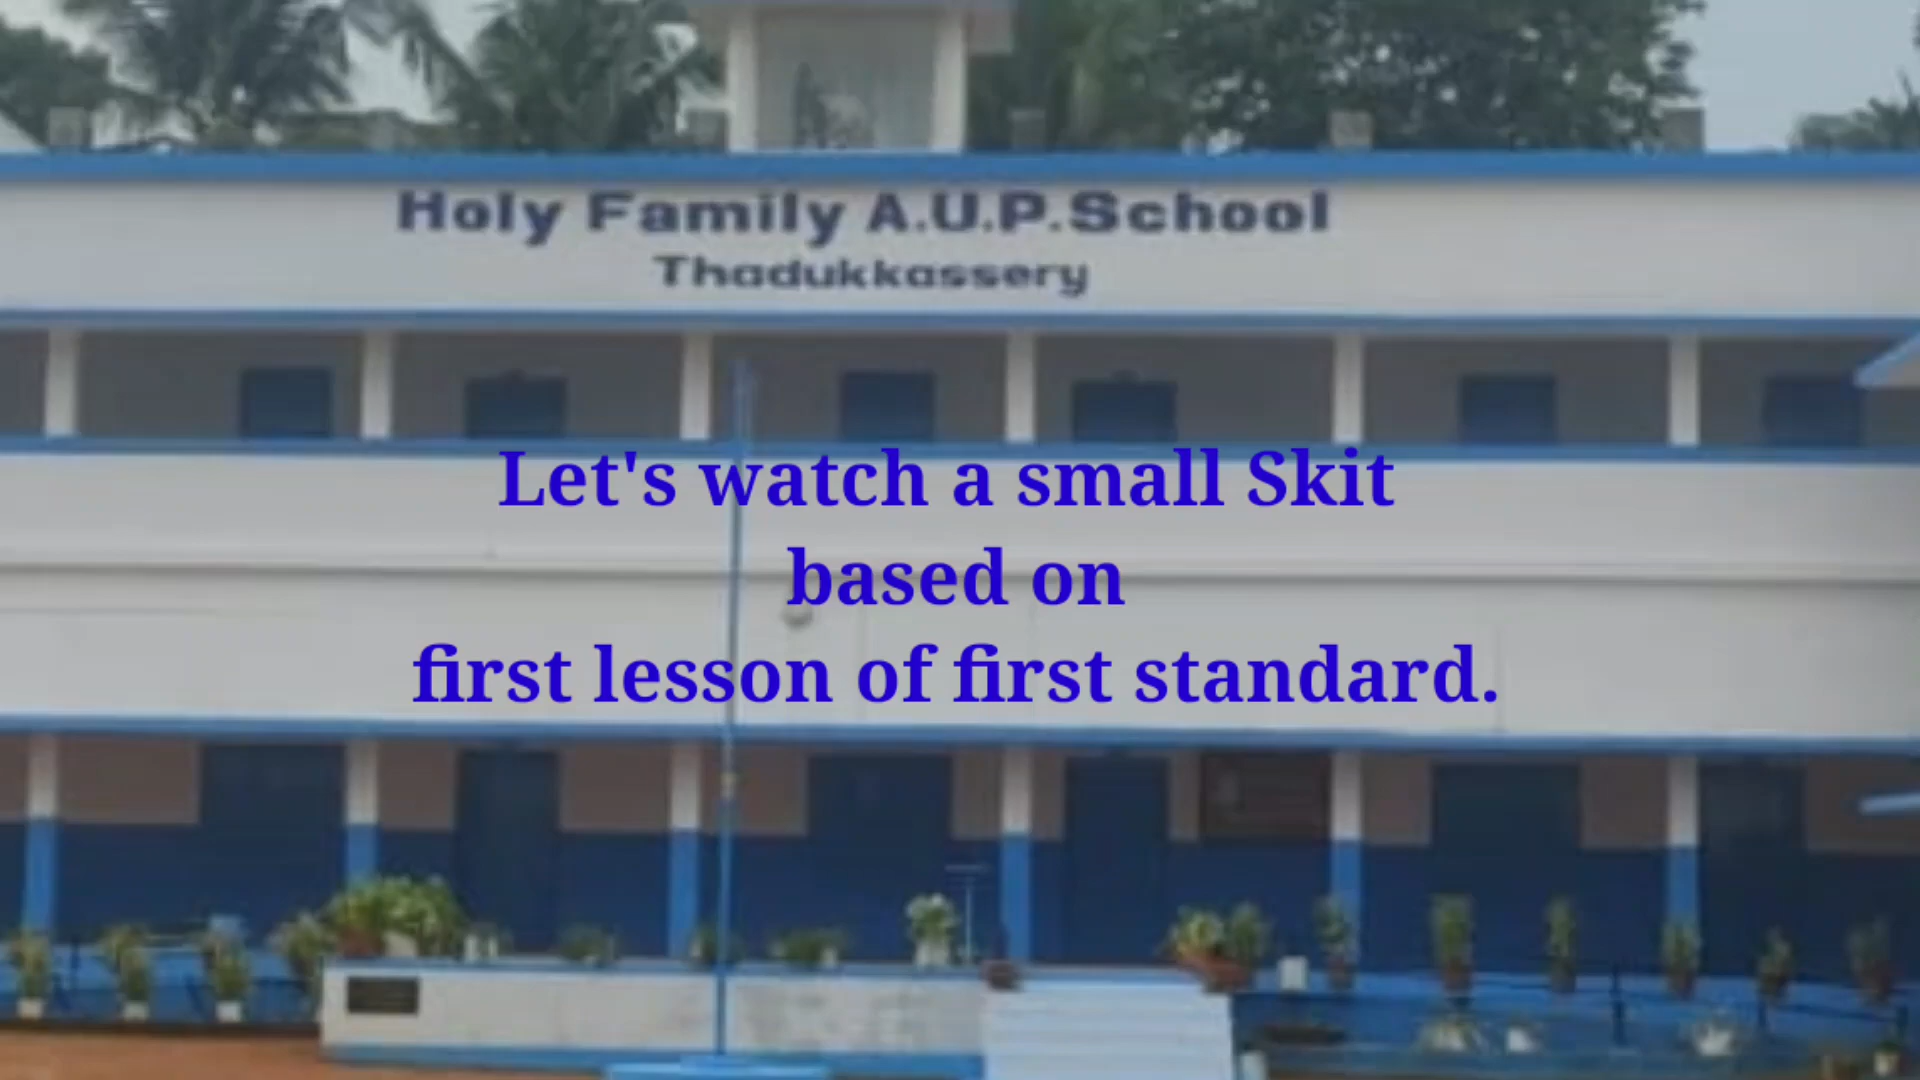 Holy Family A.U.P.School
Thadukkassery
Let's watch a small Skit
based on
first lesson of first standard.